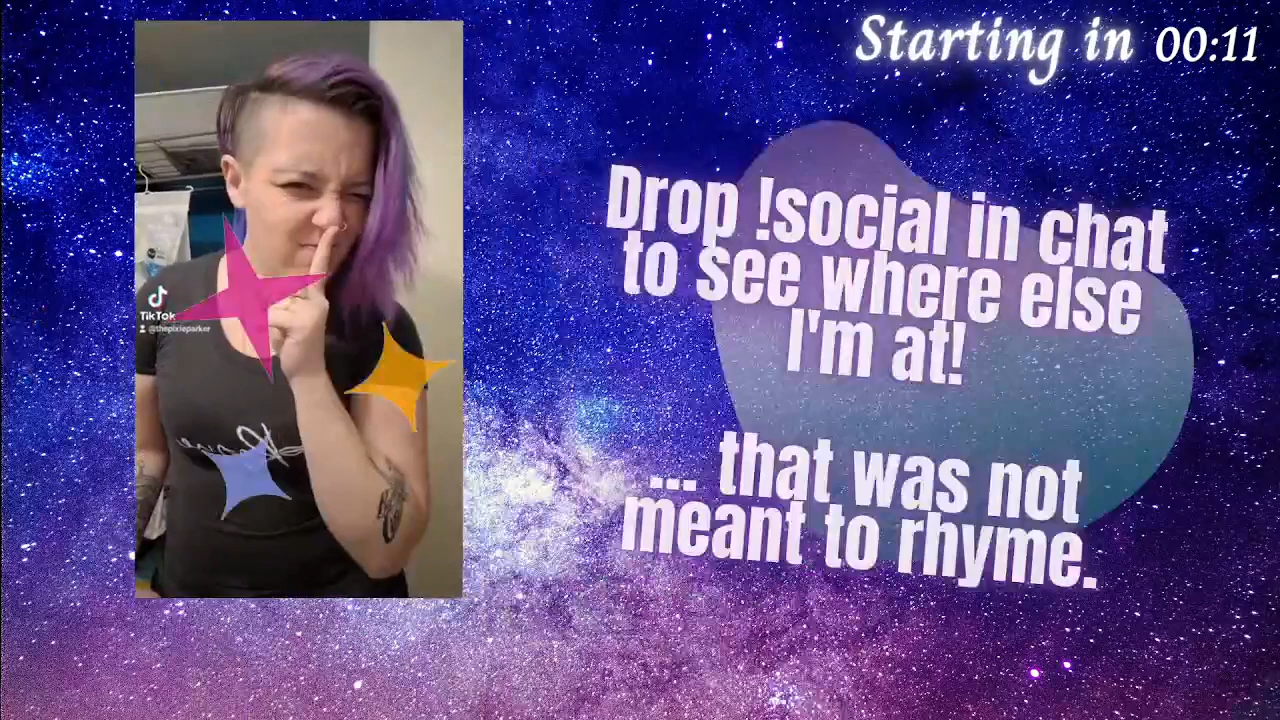 Starting in 00:11
Drop !social in chat
to see where else
I'm at!
... that was not
meant to rhyme.
TikTok
@thepixieparker